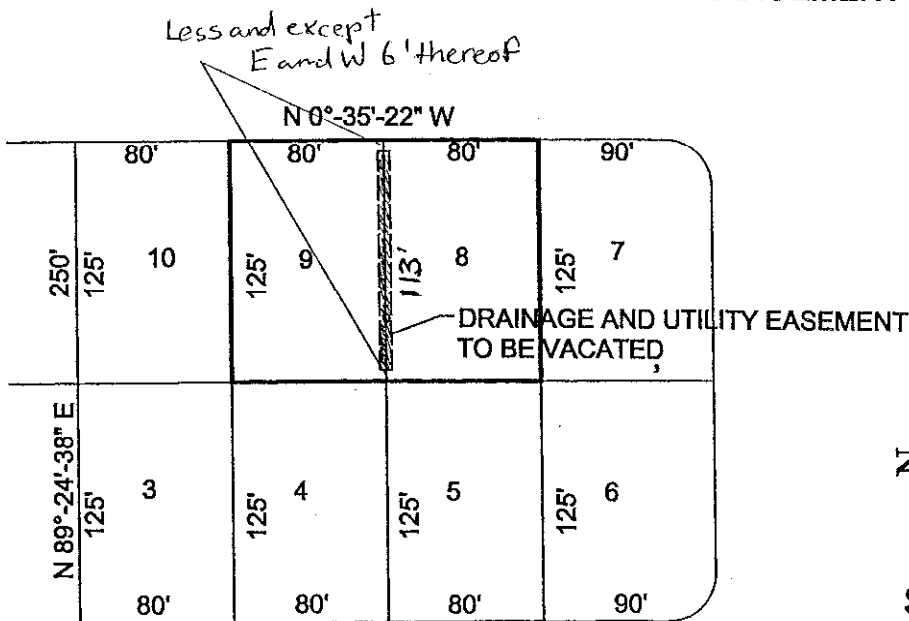 Less and except
E and W 6' thereof
N 0°-35'-22" W
80' 80' 80' 90'
250' 125' 10 125' 9 113' 8 125' 7
DRAINAGE AND UTILITY EASEMENT
TO BE VACATED
N 89°-24'-38" E 125' 3 125' 4 125' 5 125' 6
N
80' 80' 80' 90'